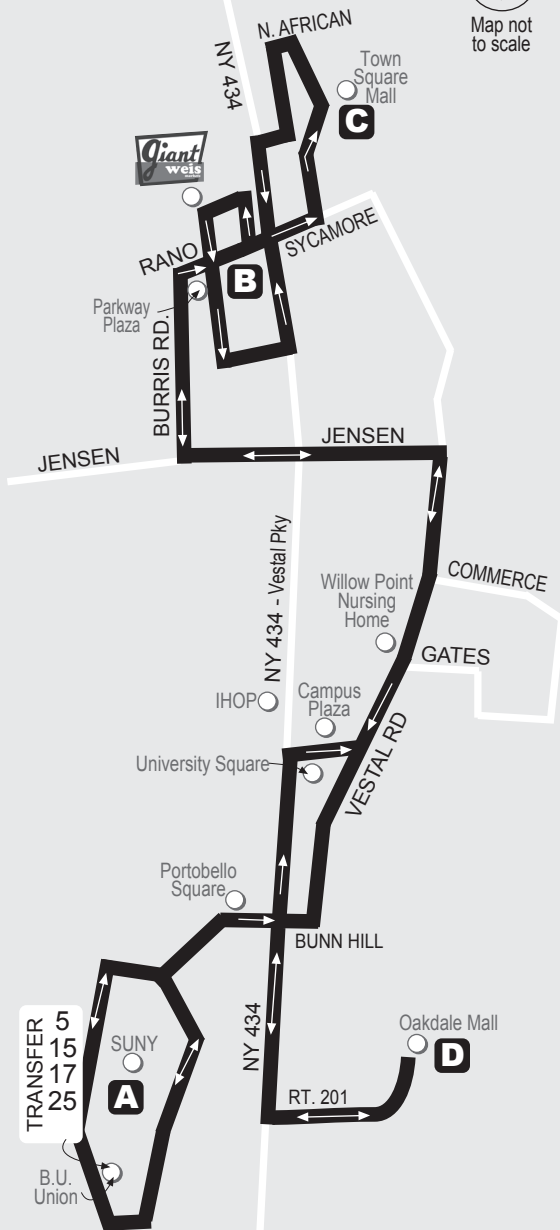 Map not
to scale
N. AFRICAN
NY 434
Town
Square
Mall
C
Giant
weis
markets
SYCAMORE
RANO
B
Parkway
Plaza
BURRIS RD.
JENSEN
JENSEN
NY 434 - Vestal Pky
COMMERCE
Willow Point
Nursing
Home
GATES
IHOP
Campus
Plaza
University Square
VESTAL RD
Portobello
Square
BUNN HILL
NY 434
Oakdale Mall
D
RT. 201
TRANSFER
5
15
17
25
SUNY
A
B.U.
Union